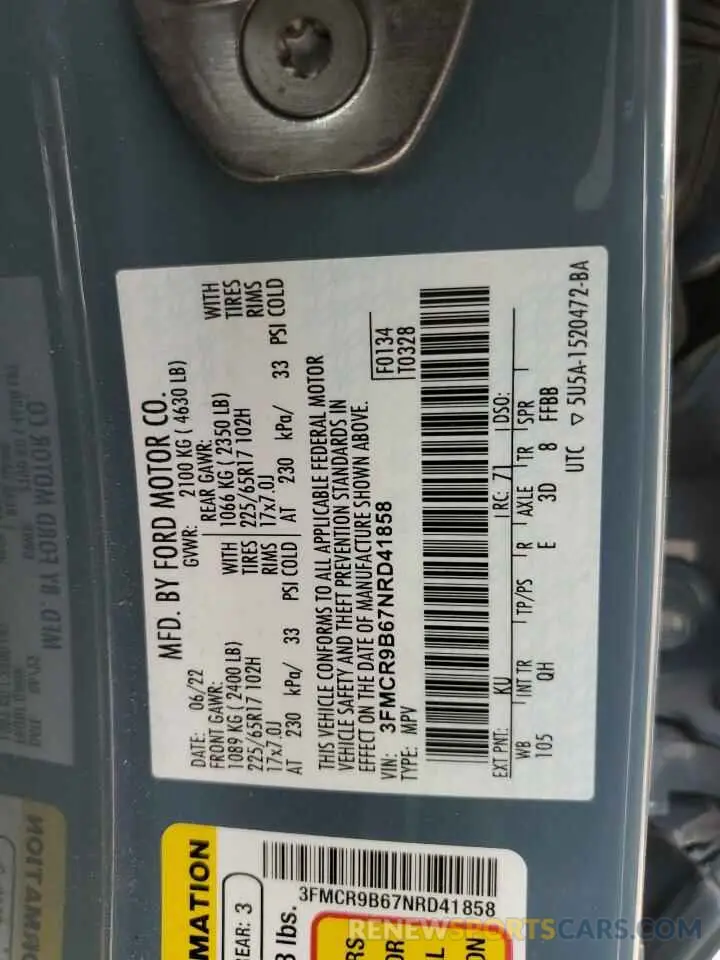 MFD. BY FORD MOTOR CO.
DATE: 06/22
GVWR: 2100 KG ( 4630 LB)
FRONT GAWR:
1089 KG ( 2400 LB)
WITH
225/65R17 102H
TIRES
17x7.0J
RIMS
AT 230 kPa/ 33 PSI COLD
REAR GAWR:
1066 KG ( 2350 LB)
WITH
225/65R17 102H
TIRES
17x7.0J
RIMS
AT 230 kPa/ 33 PSI COLD
THIS VEHICLE CONFORMS TO ALL APPLICABLE FEDERAL MOTOR
VEHICLE SAFETY AND THEFT PREVENTION STANDARDS IN
EFFECT ON THE DATE OF MANUFACTURE SHOWN ABOVE.
VIN: 3FMCR9B67NRD41858
TYPE: MPV
F0134
T0328
EXT PNT: KU RC: 71 DSO:
WB INT TR TP/PS R AXLE TR SPR
105 QH E 3D 8 FFBB
UTC ▽ 5U5A-1520472-BA
MATION
REAR: 3
lbs.
3FMCR9B67NRD41858
RENEWSPORTCARS.COM